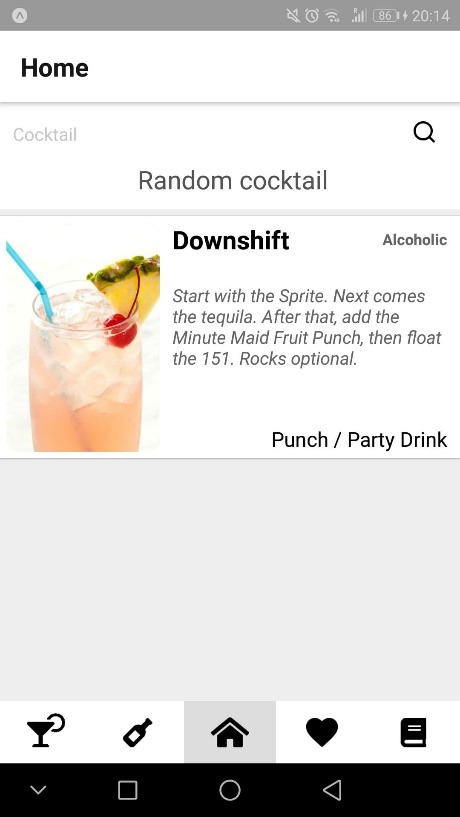 R
86
20:14
Home
Cocktail
Random cocktail
Downshift
Alcoholic
Start with the Sprite. Next comes
the tequila. After that, add the
Minute Maid Fruit Punch, then float
the 151. Rocks optional.
Punch / Party Drink